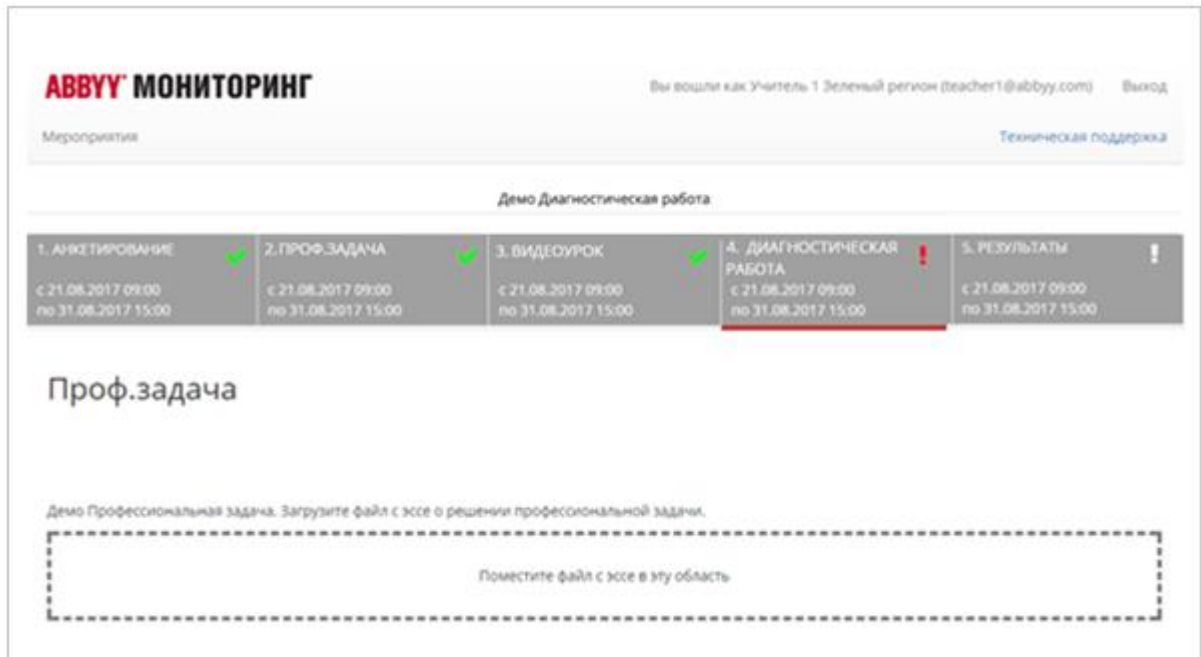 ABBYY® МОНИТОРИНГ
Вы вошли как Учитель 1 Зеленый регион (teacher1@abbyy.com) Выход
Мероприятия Техническая поддержка
Демо Диагностическая работа
1. АНКЕТИРОВАНИЕ
с 21.08.2017 09:00
по 31.08.2017 15:00
2.ПРОФ.ЗАДАЧА
с 21.08.2017 09:00
по 31.08.2017 15:00
3. ВИДЕОУРОК
с 21.08.2017 09:00
по 31.08.2017 15:00
4. ДИАГНОСТИЧЕСКАЯ
РАБОТА
с 21.08.2017 09:00
по 31.08.2017 15:00
5. РЕЗУЛЬТАТЫ
с 21.08.2017 09:00
по 31.08.2017 15:00
Проф.задача
Демо Профессиональная задача. Загрузите файл с эссе о решении профессиональной задачи.
Поместите файл с эссе в эту область